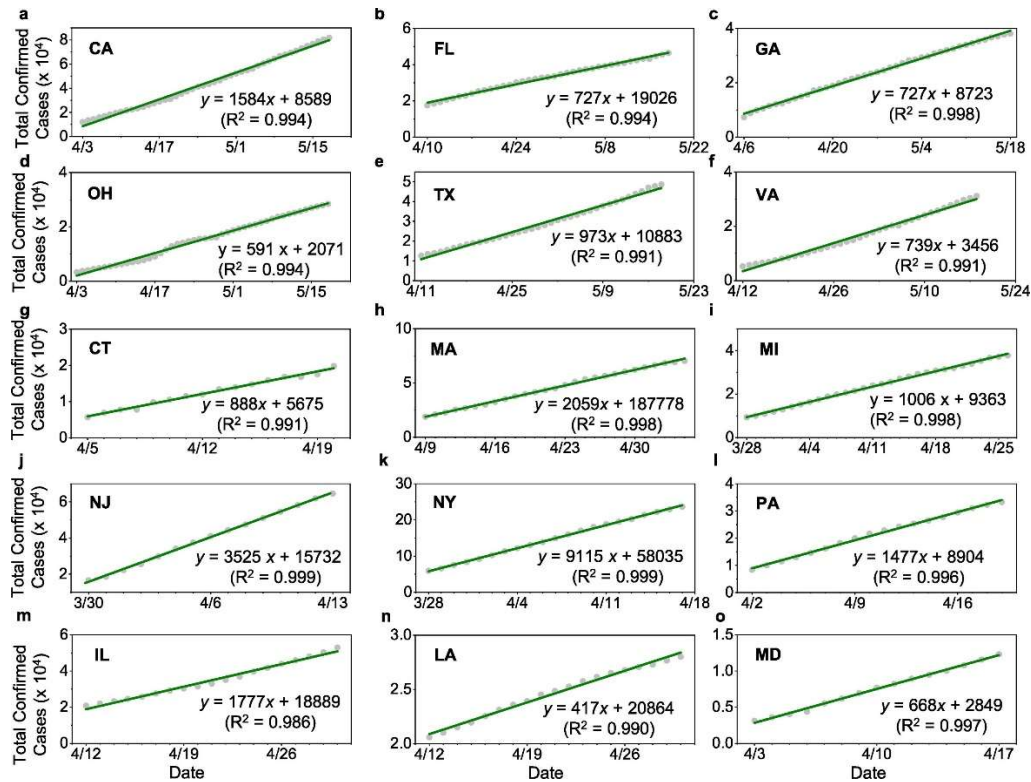 a b c
Total Confirmed Cases (x 10⁴)
8 6 4 2 0
CA
y = 1584x + 8589
(R² = 0.994)
4/3 4/17 5/1 5/15
6 4 2 0
FL
y = 727x + 19026
(R² = 0.994)
4/10 4/24 5/8 5/22
4 2 0
GA
y = 727x + 8723
(R² = 0.998)
4/6 4/20 5/4 5/18
d e f
Total Confirmed Cases (x 10⁴)
4 2 0
OH
y = 591 x + 2071
(R² = 0.994)
4/3 4/17 5/1 5/15
5 4 3 2 1 0
TX
y = 973x + 10883
(R² = 0.991)
4/11 4/25 5/9 5/23
4 2 0
VA
y = 739x + 3456
(R² = 0.991)
4/12 4/26 5/10 5/24
g h i
Total Confirmed Cases (x 10⁴)
3 2 1 0
CT
y = 888x + 5675
(R² = 0.991)
4/5 4/12 4/19
10 5 0
MA
y = 2059x + 187778
(R² = 0.998)
4/9 4/16 4/23 4/30
4 2 0
MI
y = 1006 x + 9363
(R² = 0.998)
3/28 4/4 4/11 4/18 4/25
j k l
Total Confirmed Cases (x 10⁴)
6 4 2
NJ
y = 3525x + 15732
(R² = 0.999)
3/30 4/6 4/13
30 20 10 0
NY
y = 9115x + 58035
(R² = 0.999)
3/28 4/4 4/11 4/18
4 2 0
PA
y = 1477x + 8904
(R² = 0.996)
4/2 4/9 4/16
m n o
Total Confirmed Cases (x 10⁴)
6 4 2 0
IL
y = 1777x + 18889
(R² = 0.986)
4/12 4/19 4/26
Date
3.0 2.5 2.0
LA
y = 417x + 20864
(R² = 0.990)
4/12 4/19 4/26
Date
1.5 1.0 0.5 0.0
MD
y = 668x + 2849
(R² = 0.997)
4/3 4/10 4/17
Date